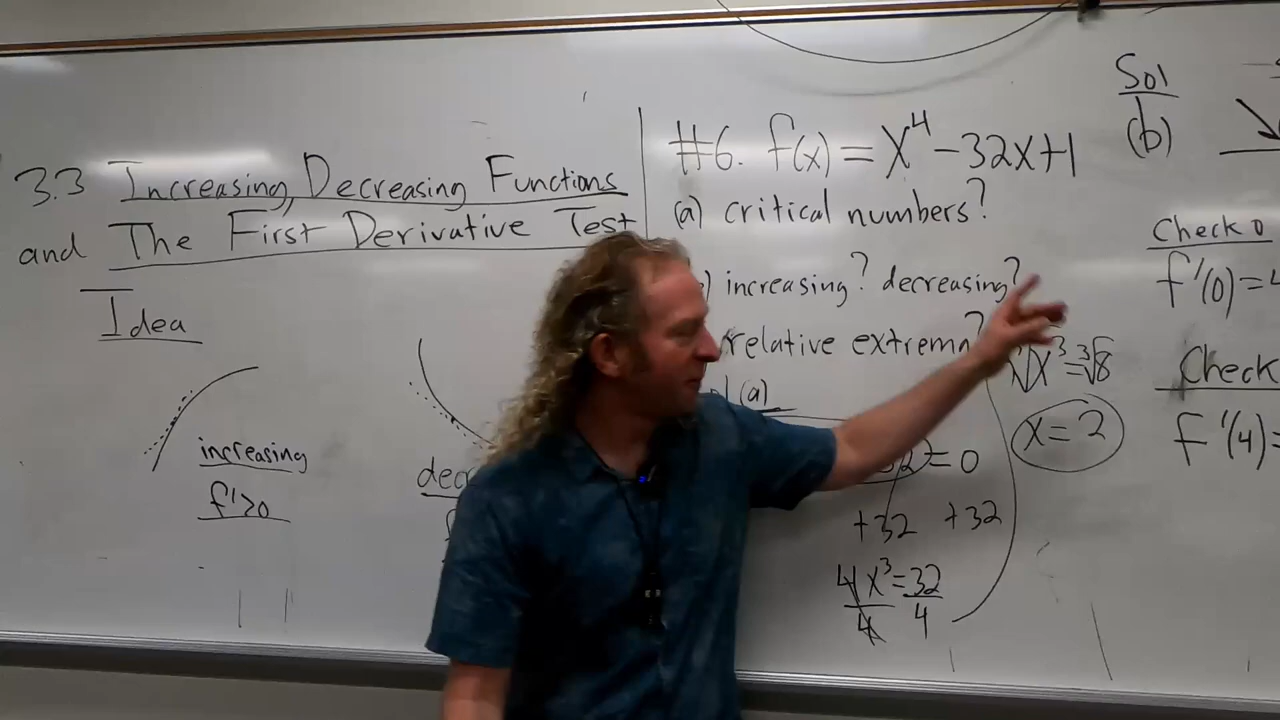 3.3 Increasing, Decreasing Functions
and The First Derivative Test
Idea
increasing
f'>0
#6. f(x) = x⁴ - 32x + 1
(a) critical numbers?
) increasing? decreasing?
relative extrema?
(a)
=0
+32 +32
4x³ = 32
4 4
∛x³ = ∛8
x = 2
Sol
(b)
Check 0
f'(0) = 4
Check
f'(4) =